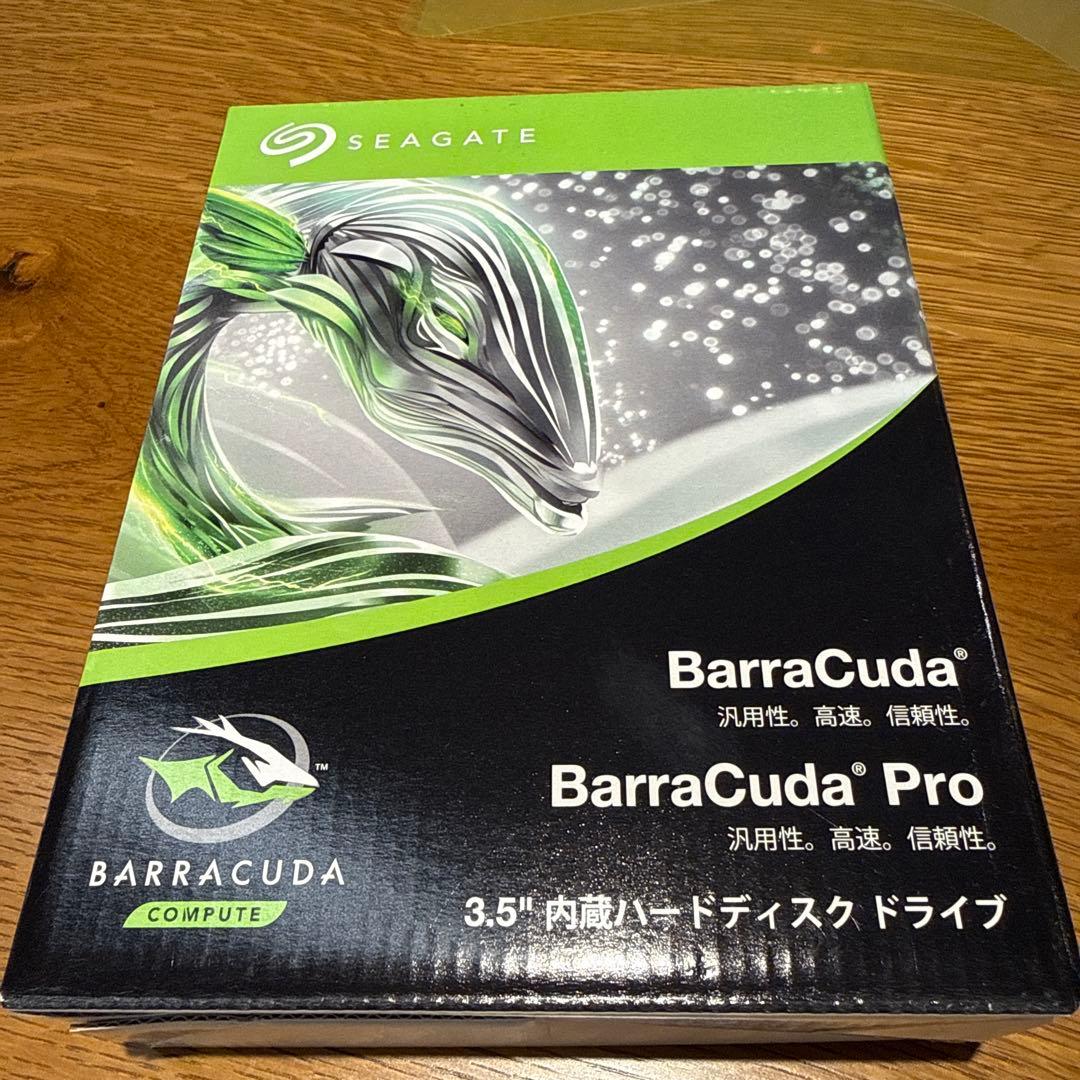 SEAGATE
BarraCuda®
汎用性。高速。信頼性。
BarraCuda® Pro
汎用性。高速。信頼性。
™
BARRACUDA
COMPUTE
3.5" 内蔵ハードディスク ドライブ